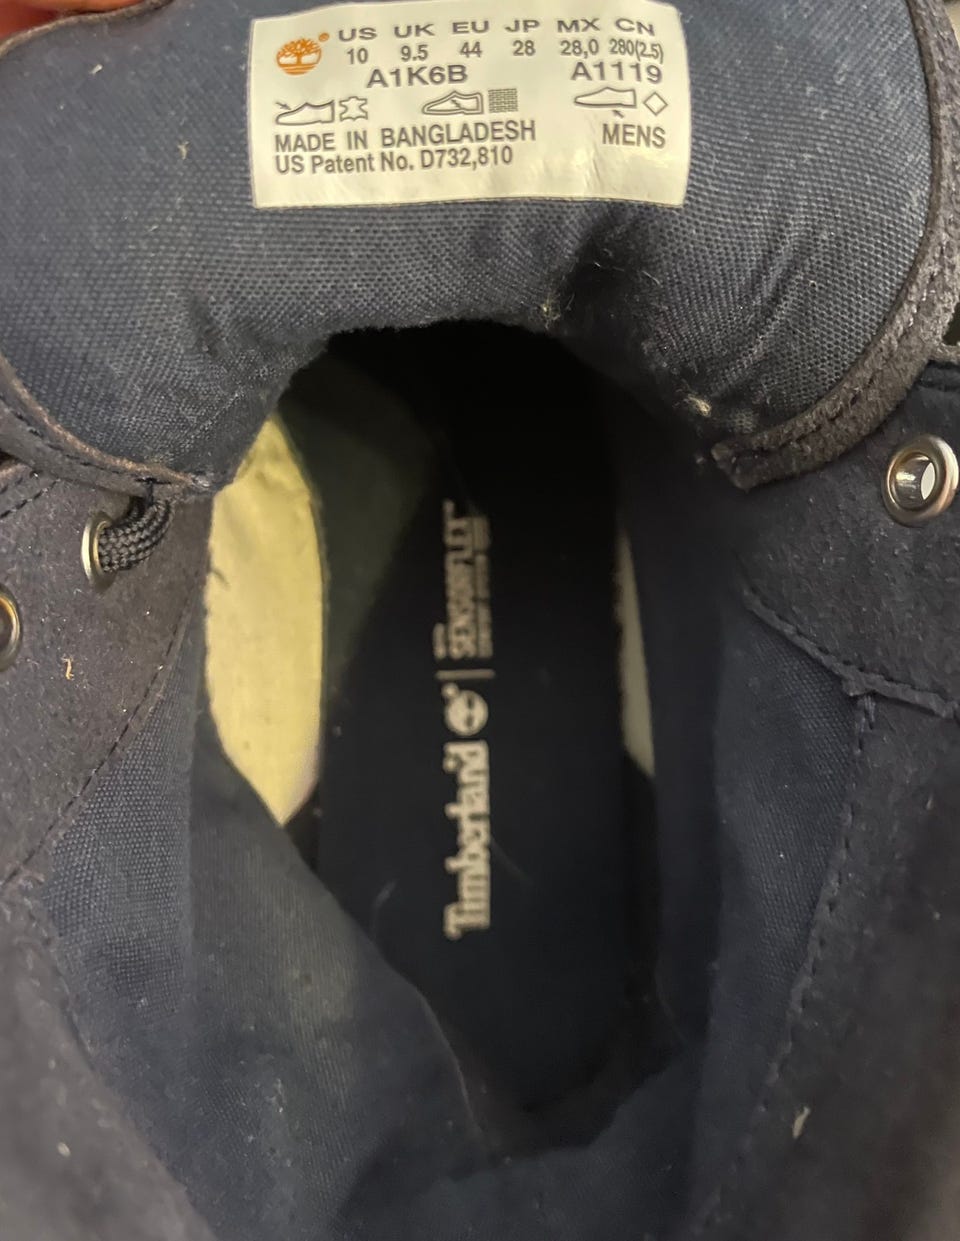 US UK EU JP MX CN
10 9.5 44 28 28,0 280(2.5)
A1K6B A1119
MADE IN BANGLADESH MENS
US Patent No. D732,810
Timberland
SENSORFLEX™